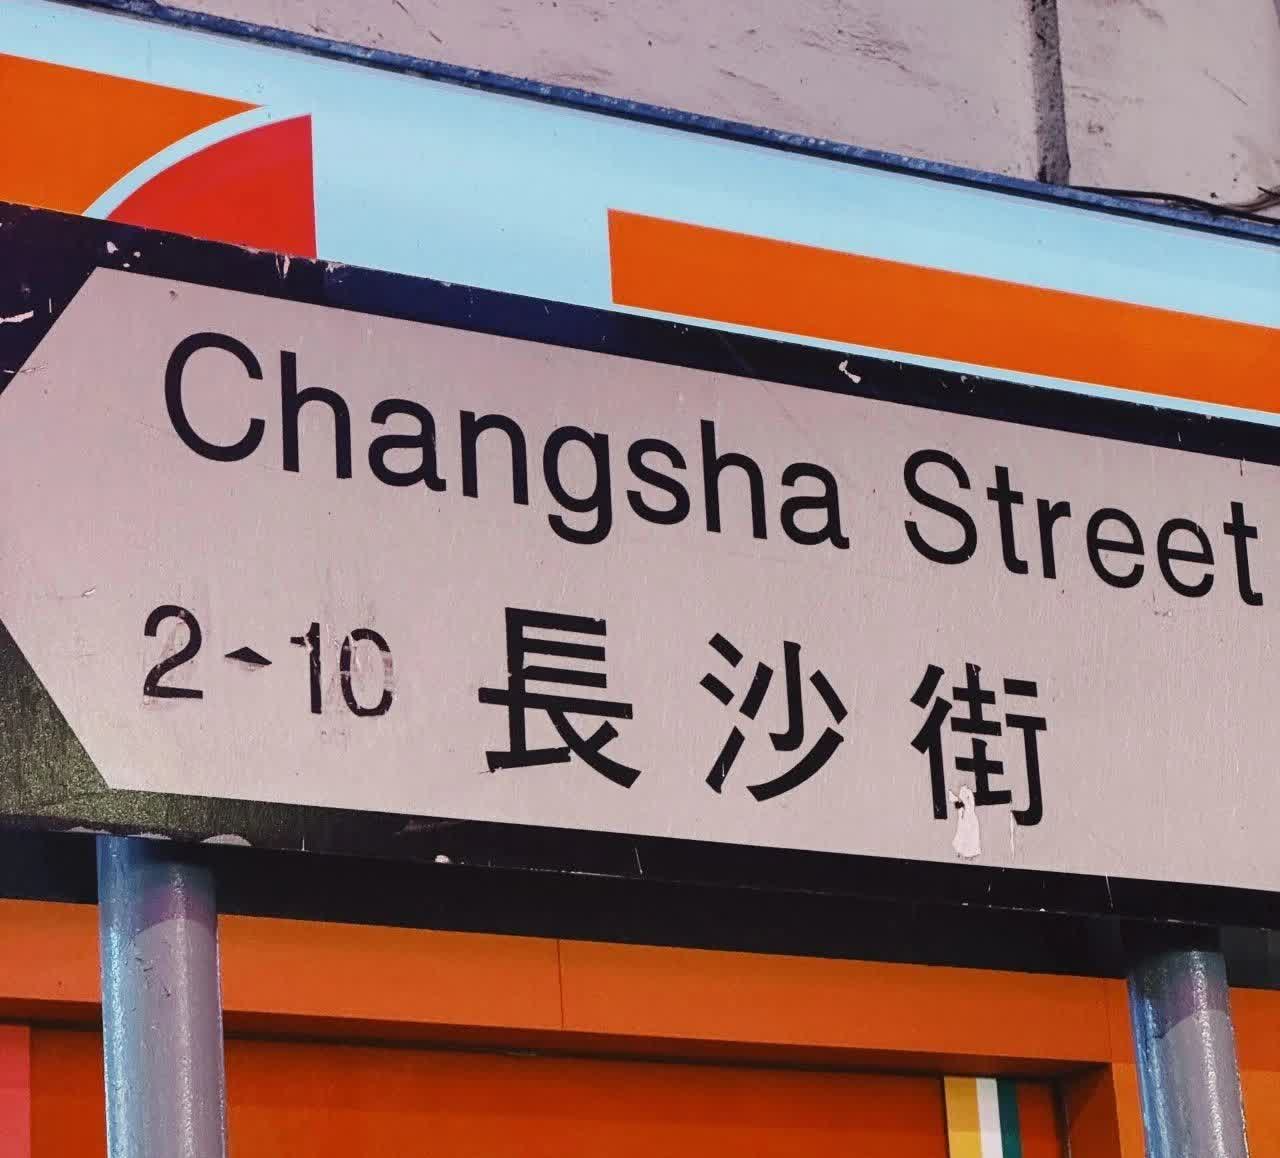 Changsha Street
2-10 長沙街